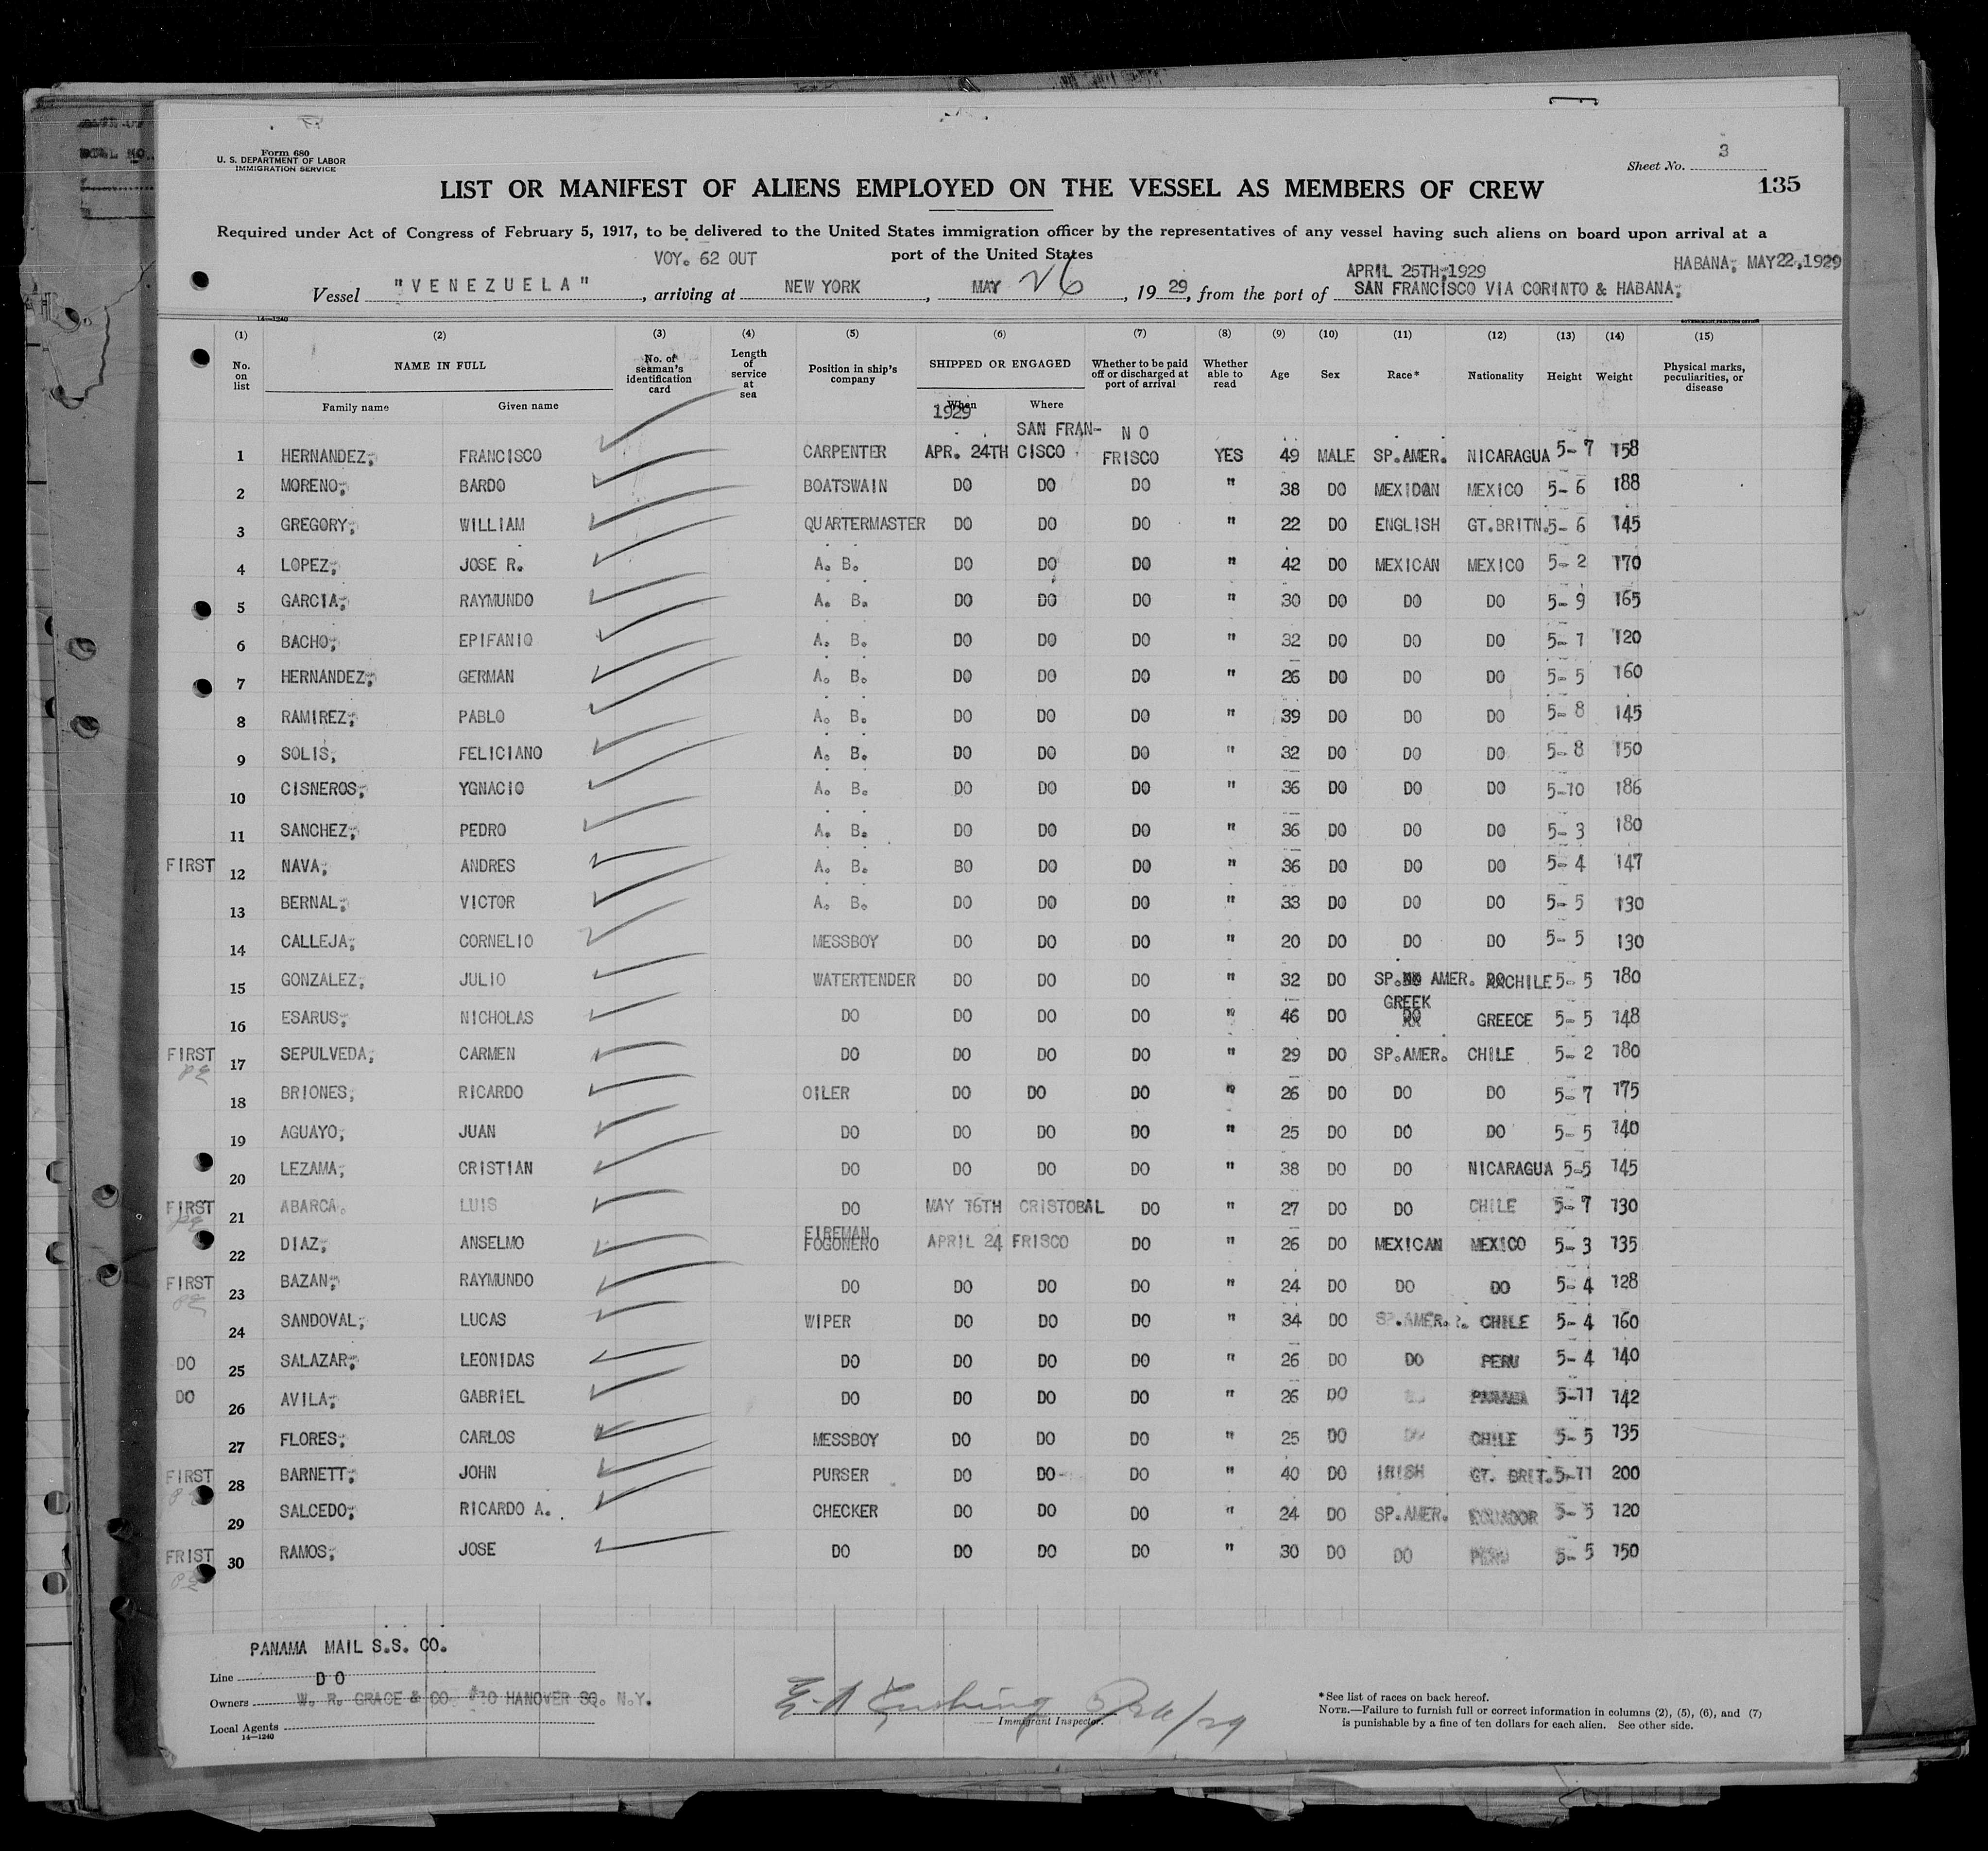 Form 680
U. S. DEPARTMENT OF LABOR
IMMIGRATION SERVICE
Sheet No. 3
135
LIST OR MANIFEST OF ALIENS EMPLOYED ON THE VESSEL AS MEMBERS OF CREW
Required under Act of Congress of February 5, 1917, to be delivered to the United States immigration officer by the representatives of any vessel having such aliens on board upon arrival at a
port of the United States
VOY. 62 OUT
APRIL 25TH,1929 HABANA, MAY22,1929
Vessel "VENEZUELA", arriving at NEW YORK, MAY 26, 1929, from the port of SAN FRANCISCO VIA CORINTO & HABANA,
14—1240
(1) (2) (3) (4) (5) (6) (7) (8) (9) (10) (11) (12) (13) (14) (15)
No. on list NAME IN FULL No. of seaman's identification card Length of service at sea Position in ship's company SHIPPED OR ENGAGED Whether to be paid off or discharged at port of arrival Whether able to read Age Sex Race* Nationality Height Weight Physical marks, peculiarities, or disease
Family name Given name When Where
1929
SAN FRAN- NO
1 HERNANDEZ, FRANCISCO CARPENTER APR. 24TH CISCO FRISCO YES 49 MALE SP.AMER. NICARAGUA 5-7 158
2 MORENO, BARDO BOATSWAIN DO DO DO " 38 DO MEXICAN MEXICO 5-6 188
3 GREGORY, WILLIAM QUARTERMASTER DO DO DO " 22 DO ENGLISH GT.BRITN. 5-6 145
4 LOPEZ, JOSE R. A. B. DO DO DO " 42 DO MEXICAN MEXICO 5-2 170
5 GARCIA, RAYMUNDO A. B. DO DO DO " 30 DO DO DO 5-9 165
6 BACHO, EPIFANIO A. B. DO DO DO " 32 DO DO DO 5-1 120
7 HERNANDEZ, GERMAN A. B. DO DO DO " 26 DO DO DO 5-5 160
8 RAMIREZ, PABLO A. B. DO DO DO " 39 DO DO DO 5-8 145
9 SOLIS, FELICIANO A. B. DO DO DO " 32 DO DO DO 5-8 150
10 CISNEROS, YGNACIO A. B. DO DO DO " 36 DO DO DO 5-10 186
11 SANCHEZ, PEDRO A. B. DO DO DO " 36 DO DO DO 5-3 180
FIRST 12 NAVA, ANDRES A. B. BO DO DO " 36 DO DO DO 5-4 147
13 BERNAL, VICTOR A. B. DO DO DO " 33 DO DO DO 5-5 130
14 CALLEJA, CORNELIO MESSBOY DO DO DO " 20 DO DO DO 5-5 130
15 GONZALEZ, JULIO WATERTENDER DO DO DO " 32 DO SP. AMER. CHILE 5-5 180
16 ESARUS, NICHOLAS DO DO DO DO " 46 DO GREEK GREECE 5-5 148
FIRST 17 SEPULVEDA, CARMEN DO DO DO DO " 29 DO SP.AMER. CHILE 5-2 180
18 BRIONES, RICARDO OILER DO DO DO " 26 DO DO DO 5-7 175
19 AGUAYO, JUAN DO DO DO DO " 25 DO DO DO 5-5 140
20 LEZAMA, CRISTIAN DO DO DO DO " 38 DO DO NICARAGUA 5-5 145
FIRST 21 ABARCA. LUIS DO MAY 16TH CRISTOBAL DO " 27 DO DO CHILE 5-7 130
FIREMAN
22 DIAZ, ANSELMO FOGONERO APRIL 24 FRISCO DO " 26 DO MEXICAN MEXICO 5-3 135
FIRST 23 BAZAN, RAYMUNDO DO DO DO DO " 24 DO DO DO 5-4 128
24 SANDOVAL, LUCAS WIPER DO DO DO " 34 DO SP.AMER. CHILE 5-4 160
DO 25 SALAZAR, LEONIDAS DO DO DO DO " 26 DO DO PERU 5-4 140
DO 26 AVILA, GABRIEL DO DO DO DO " 26 DO PANAMA 5-11 142
27 FLORES, CARLOS MESSBOY DO DO DO " 25 DO DO CHILE 5-5 135
FIRST 28 BARNETT, JOHN PURSER DO DO DO " 40 DO IRISH GT. BRIT. 5-11 200
29 SALCEDO, RICARDO A. CHECKER DO DO DO " 24 DO SP.AMER. ECUADOR 5-5 120
FRIST 30 RAMOS, JOSE DO DO DO DO " 30 DO DO PERU 5-5 150
PANAMA MAIL S.S. CO.
Line DO
Owners W. R. GRACE & CO. #10 HANOVER SQ. N.Y.
Local Agents
14—1240
5/26/29
Immigrant Inspector.
*See list of races on back hereof.
NOTE.—Failure to furnish full or correct information in columns (2), (5), (6), and (7)
is punishable by a fine of ten dollars for each alien. See other side.